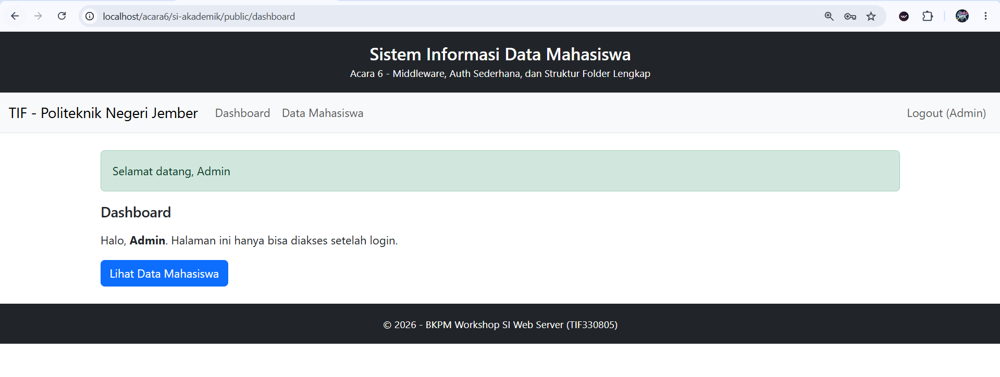 localhost/acara6/si-akademik/public/dashboard
Sistem Informasi Data Mahasiswa
Acara 6 - Middleware, Auth Sederhana, dan Struktur Folder Lengkap
TIF - Politeknik Negeri Jember Dashboard Data Mahasiswa Logout (Admin)
Selamat datang, Admin
Dashboard
Halo, Admin. Halaman ini hanya bisa diakses setelah login.
Lihat Data Mahasiswa
© 2026 - BKPM Workshop SI Web Server (TIF330805)